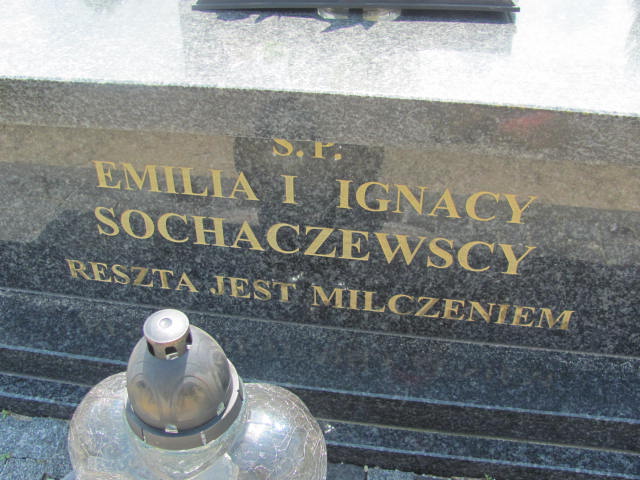 Ś.P.
EMILIA I IGNACY
SOCHACZEWSCY
RESZTA JEST MILCZENIEM